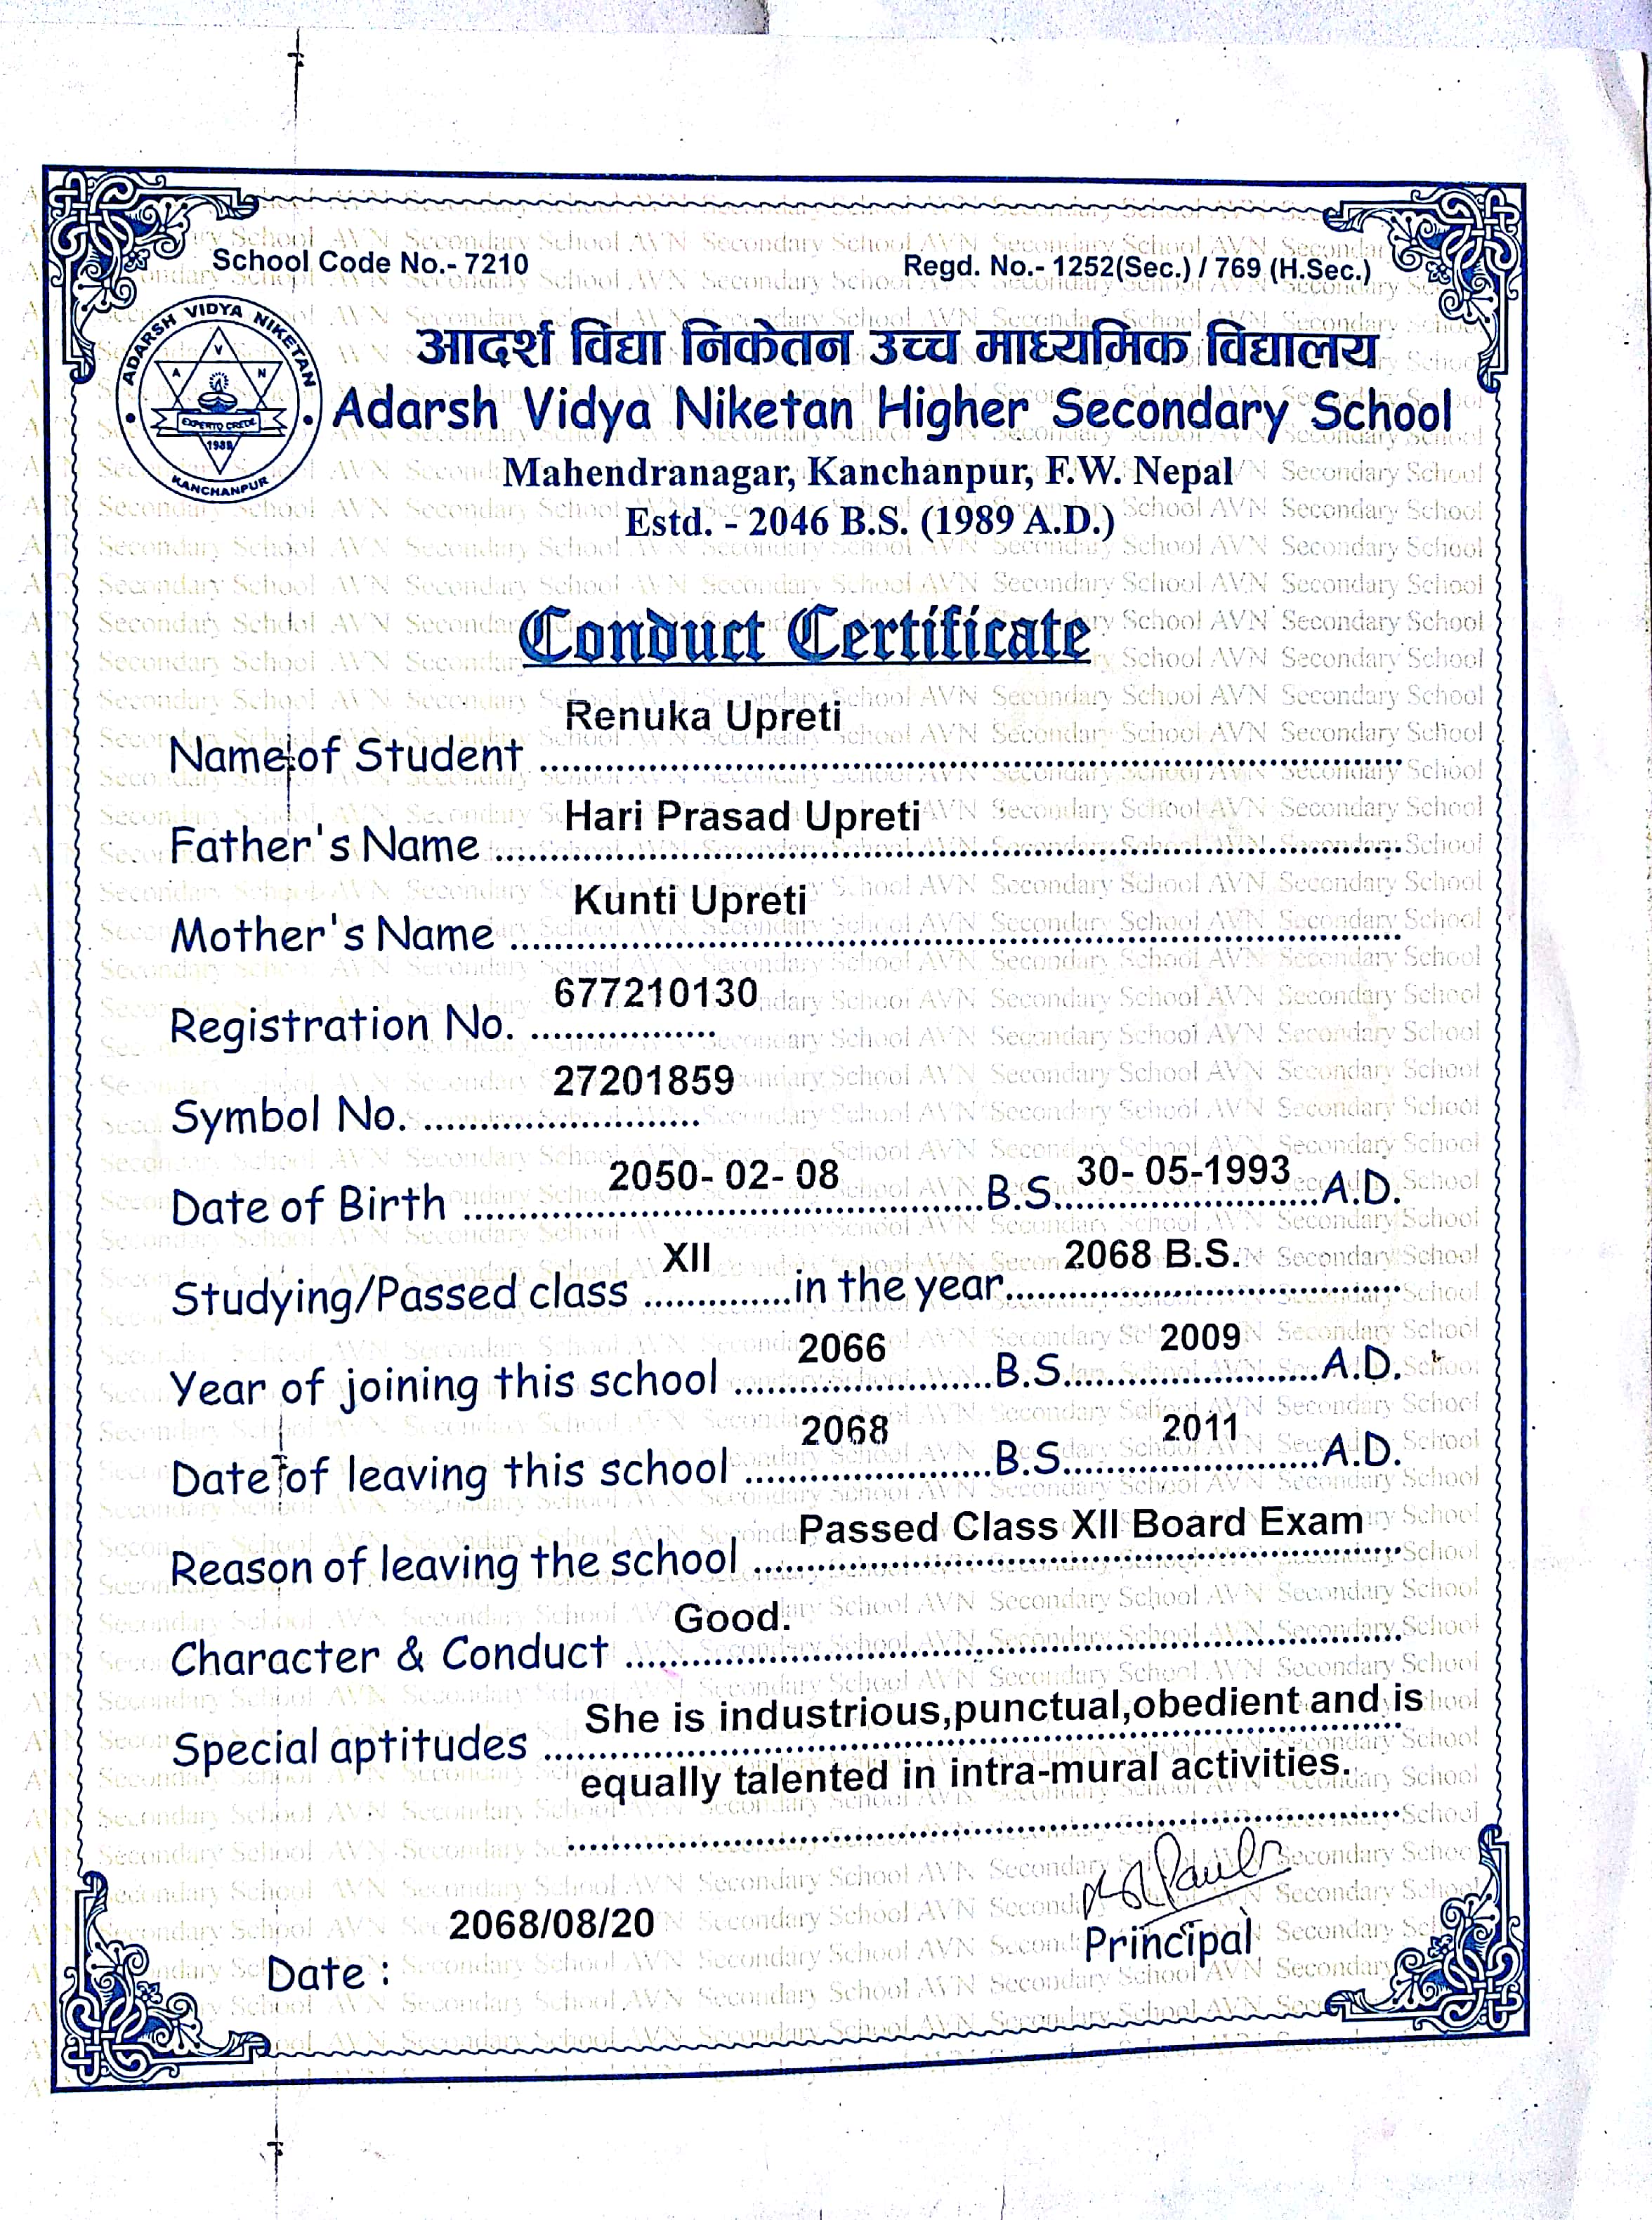 School Code No.- 7210
Regd. No.- 1252(Sec.) / 769 (H.Sec.)
ADARSH VIDYA NIKETAN
V
A N
EXPERTO CREDE
KANCHANPUR
आदर्श विद्या निकेतन उच्च माध्यमिक विद्यालय
Adarsh Vidya Niketan Higher Secondary School
Mahendranagar, Kanchanpur, F.W. Nepal
Estd. - 2046 B.S. (1989 A.D.)
Conduct Certificate
Name of Student Renuka Upreti
Father's Name Hari Prasad Upreti
Mother's Name Kunti Upreti
Registration No. 677210130
Symbol No. 27201859
Date of Birth 2050- 02- 08 B.S. 30- 05-1993 A.D.
Studying/Passed class XII in the year 2068 B.S.
Year of joining this school 2066 B.S. 2009 A.D.
Date of leaving this school 2068 B.S. 2011 A.D.
Reason of leaving the school Passed Class XII Board Exam
Character & Conduct Good.
Special aptitudes She is industrious,punctual,obedient and is
equally talented in intra-mural activities.
Date : 2068/08/20
Principal